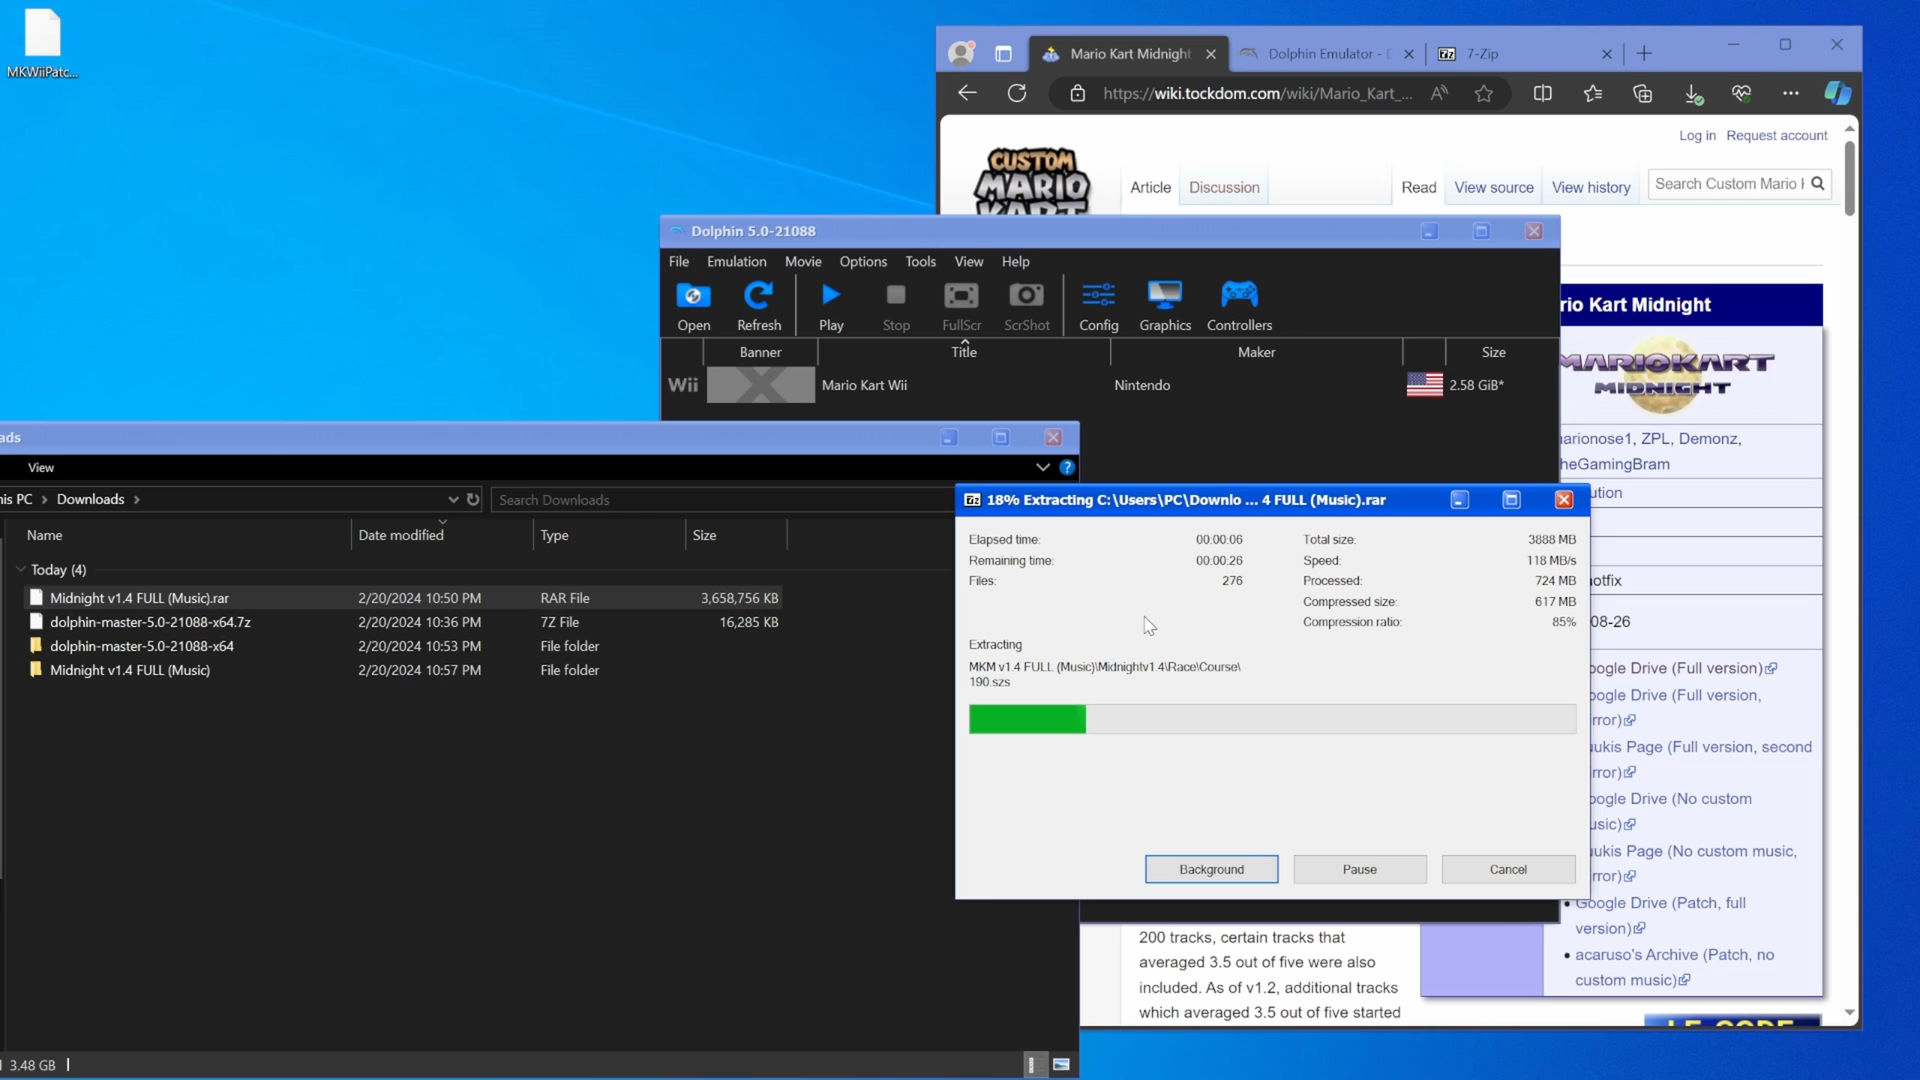 MKWiiPatc...
Mario Kart Midnight
Dolphin Emulator - D
7z 7-Zip
https://wiki.tockdom.com/wiki/Mario_Kart_...
Log in Request account
CUSTOM
MARIO
KART
Article Discussion Read View source View history Search Custom Mario
Dolphin 5.0-21088
File Emulation Movie Options Tools View Help
Open Refresh Play Stop FullScr ScrShot Config Graphics Controllers
Banner Title Maker Size
Wii Mario Kart Wii Nintendo 2.58 GiB*
rio Kart Midnight
MARIOKART
MIDNIGHT
arionose1, ZPL, Demonz,
heGamingBram
ution
otfix
08-26
oogle Drive (Full version)
oogle Drive (Full version,
rror)
ukis Page (Full version, second
rror)
oogle Drive (No custom
usic)
ukis Page (No custom music,
rror)
Google Drive (Patch, full
version)
acaruso's Archive (Patch, no
custom music)
ads
View
his PC > Downloads >
Search Downloads
Name Date modified Type Size
Today (4)
Midnight v1.4 FULL (Music).rar 2/20/2024 10:50 PM RAR File 3,658,756 KB
dolphin-master-5.0-21088-x64.7z 2/20/2024 10:36 PM 7Z File 16,285 KB
dolphin-master-5.0-21088-x64 2/20/2024 10:53 PM File folder
Midnight v1.4 FULL (Music) 2/20/2024 10:57 PM File folder
3.48 GB
7z 18% Extracting C:\Users\PC\Downlo ... 4 FULL (Music).rar
Elapsed time: 00:00:06 Total size: 3888 MB
Remaining time: 00:00:26 Speed: 118 MB/s
Files: 276 Processed: 724 MB
Compressed size: 617 MB
Compression ratio: 85%
Extracting
MKM v1.4 FULL (Music)\Midnightv1.4\Race\Course\
190.szs
Background Pause Cancel
200 tracks, certain tracks that
averaged 3.5 out of five were also
included. As of v1.2, additional tracks
which averaged 3.5 out of five started
LE-CODE